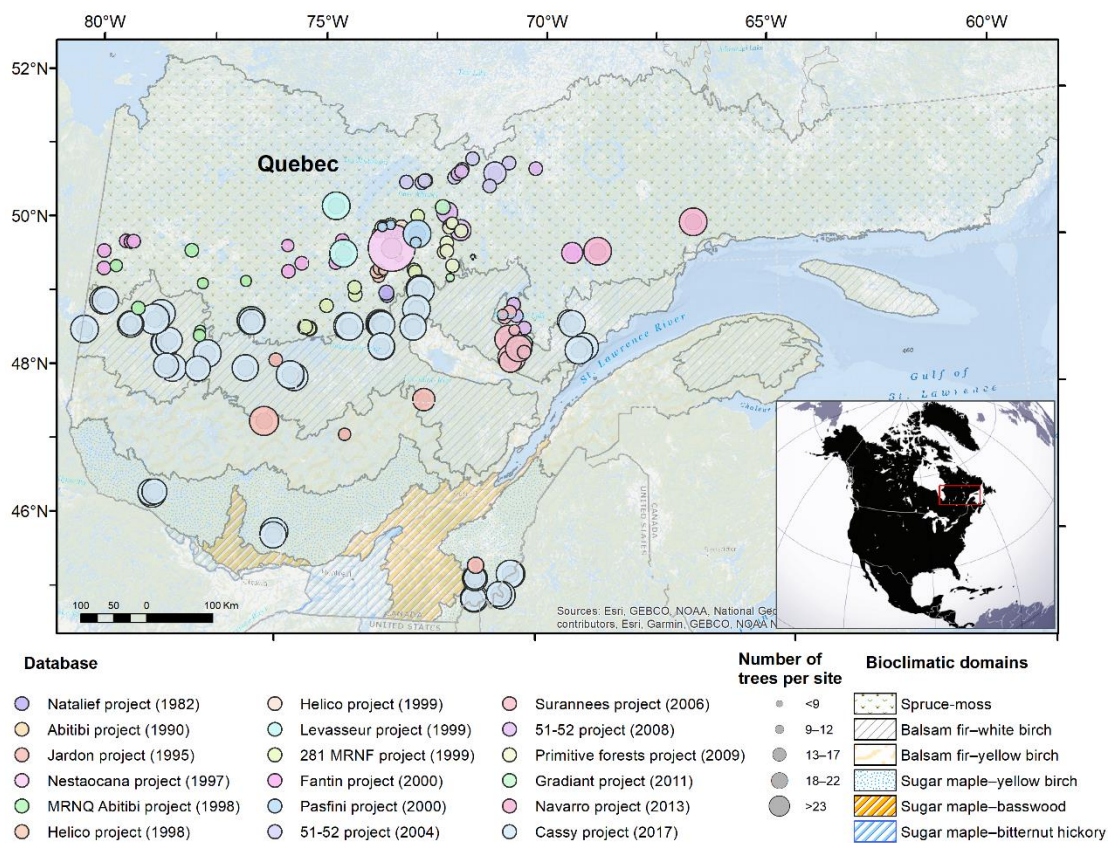 80°W 75°W 70°W 65°W 60°W
52°N
Quebec
50°N
48°N
St. Lawrence River
Gulf of
St. Lawrence
46°N
CANADA
UNITED STATES
CANADA
UNITED STATES
100 50 0 100 Km
Sources: Esri, GEBCO, NOAA, National Geo
contributors, Esri, Garmin, GEBCO, NOAA N
Database
Natalief project (1982)
Abitibi project (1990)
Jardon project (1995)
Nestaocana project (1997)
MRNQ Abitibi project (1998)
Helico project (1998)
Helico project (1999)
Levasseur project (1999)
281 MRNF project (1999)
Fantin project (2000)
Pasfini project (2000)
51-52 project (2004)
Surannees project (2006)
51-52 project (2008)
Primitive forests project (2009)
Gradiant project (2011)
Navarro project (2013)
Cassy project (2017)
Number of
trees per site
<9
9–12
13–17
18–22
>23
Bioclimatic domains
Spruce-moss
Balsam fir–white birch
Balsam fir–yellow birch
Sugar maple–yellow birch
Sugar maple–basswood
Sugar maple–bitternut hickory